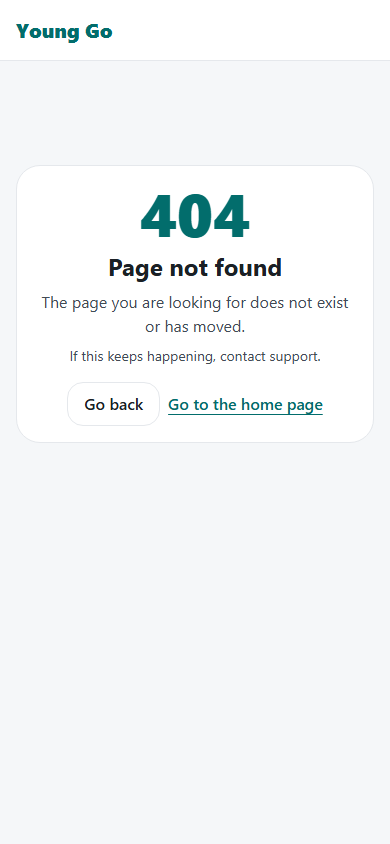 Young Go
404
Page not found
The page you are looking for does not exist
or has moved.
If this keeps happening, contact support.
Go back
Go to the home page